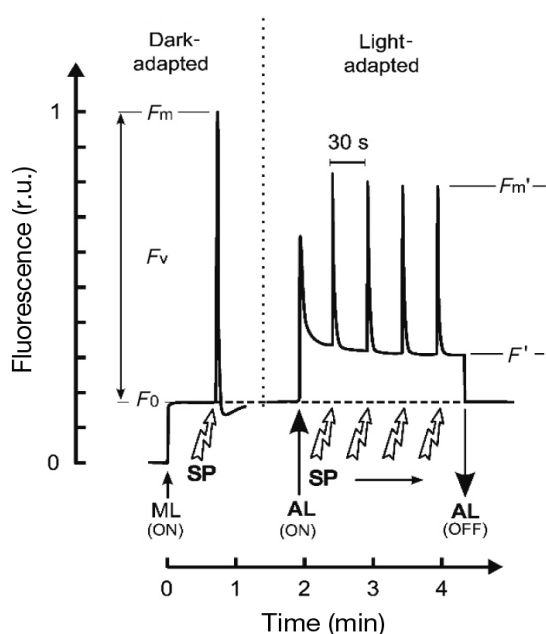 Dark-
adapted
Light-
adapted
Fm
1
30 s
Fm'
Fv
Fluorescence (r.u.)
F'
F0
0
SP
SP
ML
(ON)
AL
(ON)
AL
(OFF)
0 1 2 3 4
Time (min)